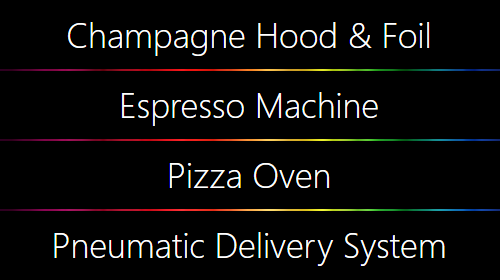 Champagne Hood & Foil
Espresso Machine
Pizza Oven
Pneumatic Delivery System